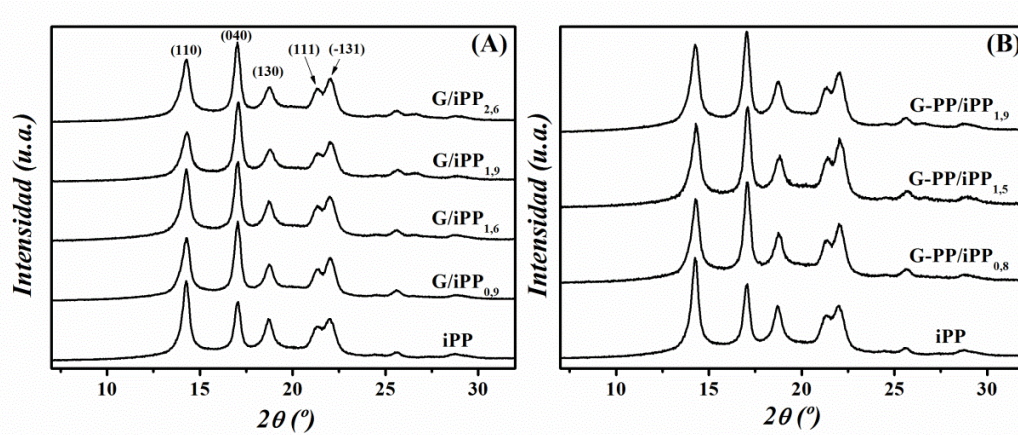 (A)
(110)
(040)
(130)
(111)
(-131)
G/iPP2,6
G/iPP1,9
G/iPP1,6
G/iPP0,9
iPP
Intensidad (u.a.)
10 15 20 25 30
2θ (º)
(B)
G-PP/iPP1,9
G-PP/iPP1,5
G-PP/iPP0,8
iPP
Intensidad (u.a.)
10 15 20 25 30
2θ (º)